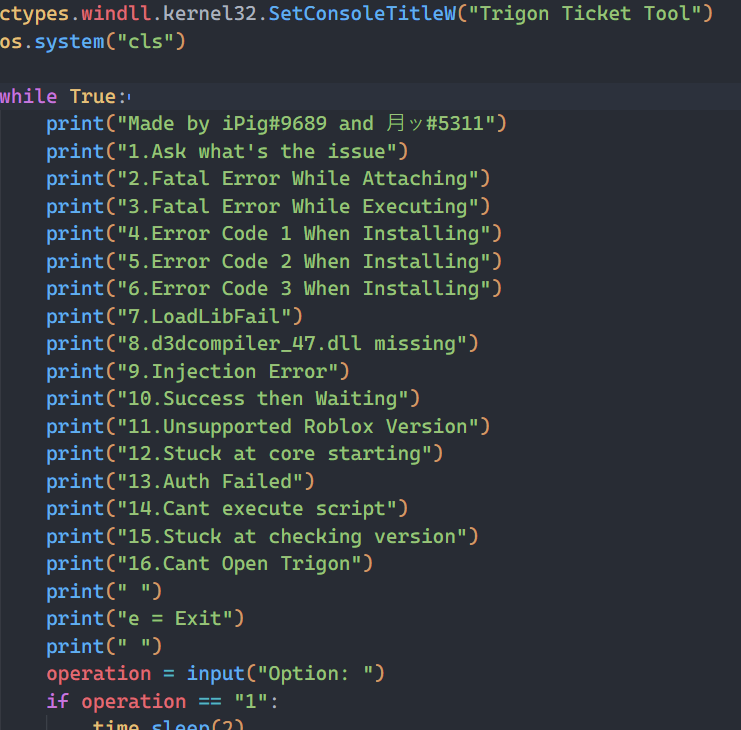 ctypes.windll.kernel32.SetConsoleTitleW("Trigon Ticket Tool")
os.system("cls")
while True:
print("Made by iPig#9689 and 月ッ#5311")
print("1.Ask what's the issue")
print("2.Fatal Error While Attaching")
print("3.Fatal Error While Executing")
print("4.Error Code 1 When Installing")
print("5.Error Code 2 When Installing")
print("6.Error Code 3 When Installing")
print("7.LoadLibFail")
print("8.d3dcompiler_47.dll missing")
print("9.Injection Error")
print("10.Success then Waiting")
print("11.Unsupported Roblox Version")
print("12.Stuck at core starting")
print("13.Auth Failed")
print("14.Cant execute script")
print("15.Stuck at checking version")
print("16.Cant Open Trigon")
print(" ")
print("e = Exit")
print(" ")
operation = input("Option: ")
if operation == "1":
time.sleep(2)